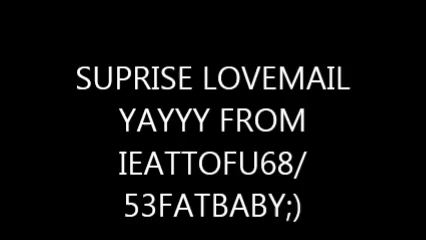 SUPRISE LOVEMAIL
YAYYY FROM
IEATTOFU68/
53FATBABY;)